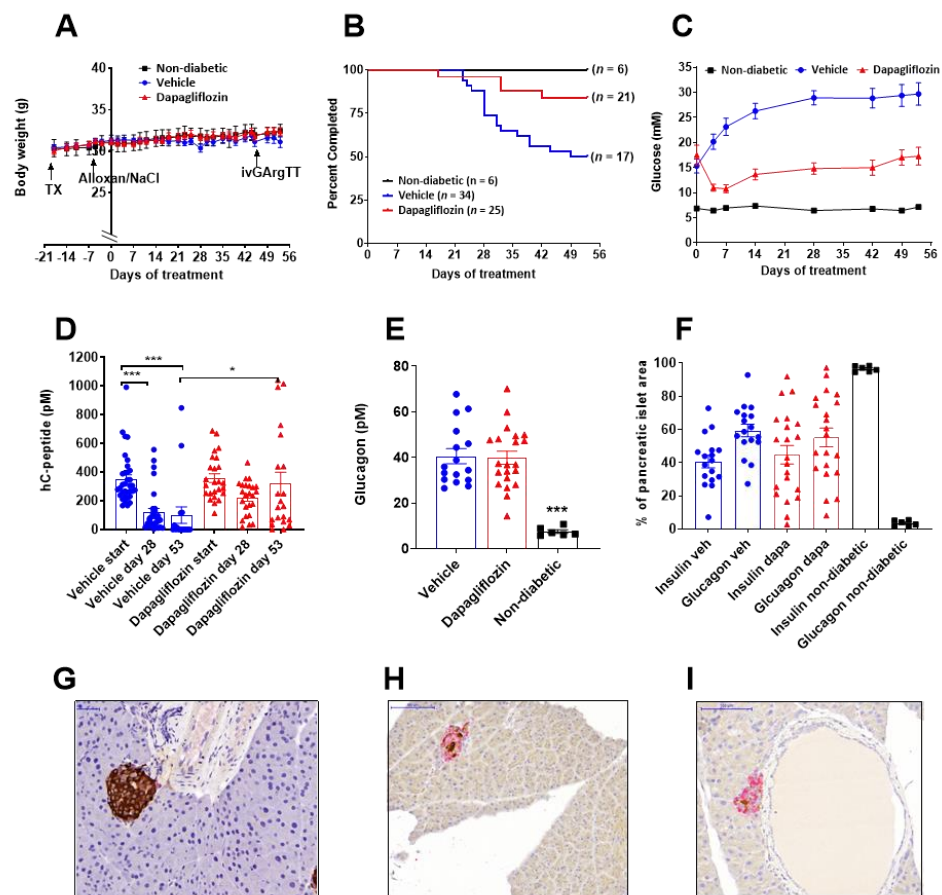 A
Body weight (g)
40
35
30
25
Non-diabetic
Vehicle
Dapagliflozin
TX
Alloxan/NaCl
ivGArgTT
-21 -14 -7 0 7 14 21 28 35 42 49 56
Days of treatment
B
Percent Completed
100
50
0
(n = 6)
(n = 21)
(n = 17)
Non-diabetic (n = 6)
Vehicle (n = 34)
Dapagliflozin (n = 25)
0 7 14 21 28 35 42 49 56
Days of treatment
C
Non-diabetic Vehicle Dapagliflozin
Glucose (mM)
35
30
25
20
15
10
5
0
0 7 14 21 28 35 42 49 56
Days of treatment
D
hC-peptide (pM)
1200
1000
800
600
400
200
0
***
***
*
Vehicle start
Vehicle day 28
Vehicle day 53
Dapagliflozin start
Dapagliflozin day 28
Dapagliflozin day 53
E
Glucagon (pM)
80
60
40
20
0
***
Vehicle
Dapagliflozin
Non-diabetic
F
% of pancreatic islet area
120
100
80
60
40
20
0
Insulin veh
Glucagon veh
Insulin dapa
Glcuagon dapa
Insulin non-diabetic
Glucagon non-diabetic
G
H
I